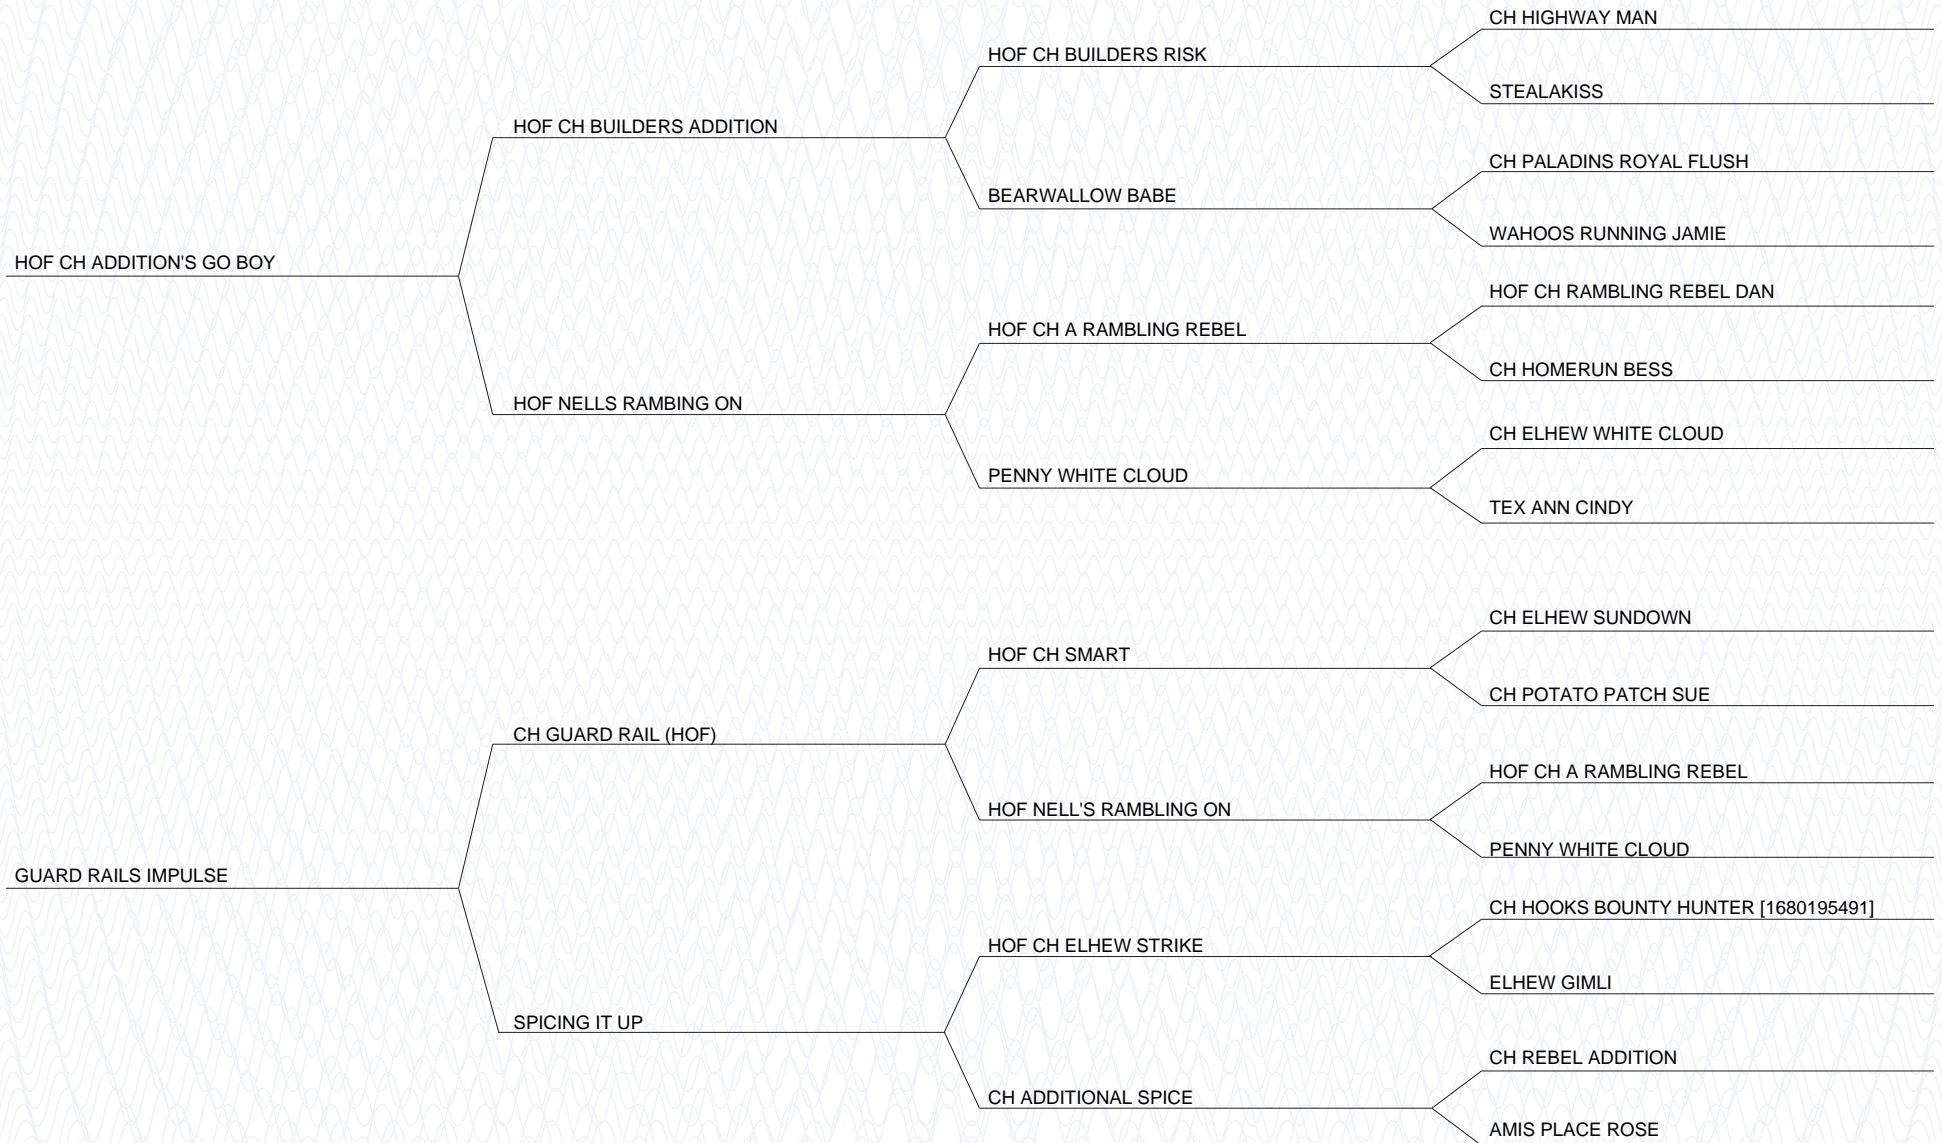 CH HIGHWAY MAN
HOF CH BUILDERS RISK
STEALAKISS
HOF CH BUILDERS ADDITION
CH PALADINS ROYAL FLUSH
BEARWALLOW BABE
WAHOOS RUNNING JAMIE
HOF CH ADDITION'S GO BOY
HOF CH RAMBLING REBEL DAN
HOF CH A RAMBLING REBEL
CH HOMERUN BESS
HOF NELLS RAMBING ON
CH ELHEW WHITE CLOUD
PENNY WHITE CLOUD
TEX ANN CINDY
CH ELHEW SUNDOWN
HOF CH SMART
CH POTATO PATCH SUE
CH GUARD RAIL (HOF)
HOF CH A RAMBLING REBEL
HOF NELL'S RAMBLING ON
PENNY WHITE CLOUD
GUARD RAILS IMPULSE
CH HOOKS BOUNTY HUNTER [1680195491]
HOF CH ELHEW STRIKE
ELHEW GIMLI
SPICING IT UP
CH REBEL ADDITION
CH ADDITIONAL SPICE
AMIS PLACE ROSE